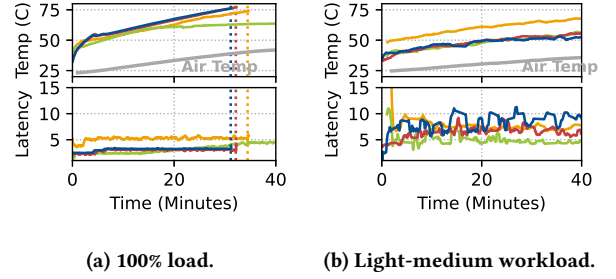 Temp (C)
75
50
25
Air Temp
Latency
15
10
5
0
20
40
Time (Minutes)
(a) 100% load.
Temp (C)
75
50
25
Air Temp
Latency
15
10
5
0
20
40
Time (Minutes)
(b) Light-medium workload.